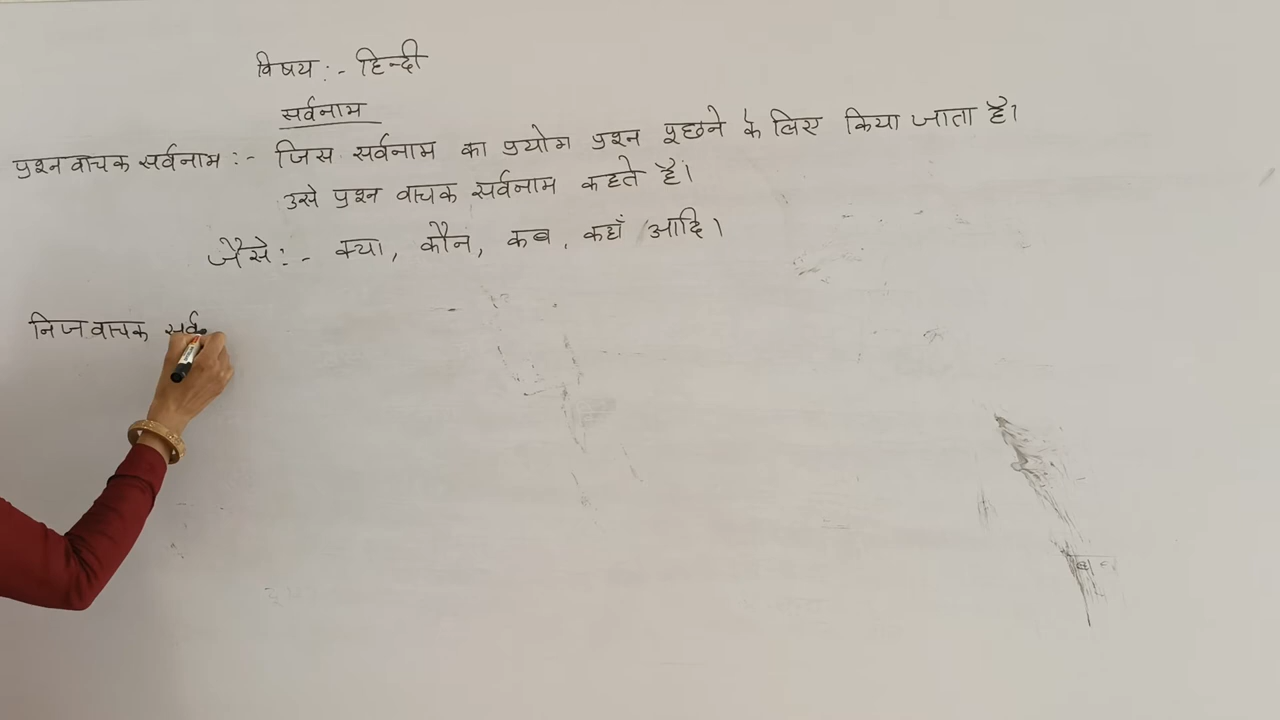 विषय :- हिन्दी
सर्वनाम
प्रश्न वाचक सर्वनाम :- जिस सर्वनाम का प्रयोग प्रश्न पूछने के लिए किया जाता है।
उसे प्रश्न वाचक सर्वनाम कहते हैं।
जैसे :- क्या, कौन, कब, कहाँ आदि।
निजवाचक सर्व